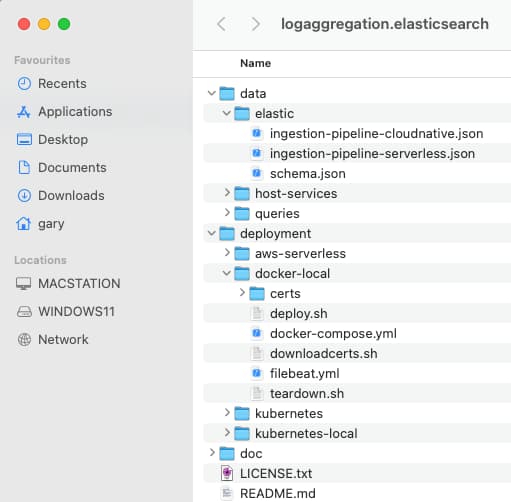 Favourites
Recents
Applications
Desktop
Documents
Downloads
gary
Locations
MACSTATION
WINDOWS11
Network
logaggregation.elasticsearch
Name
data
elastic
ingestion-pipeline-cloudnative.json
ingestion-pipeline-serverless.json
schema.json
host-services
queries
deployment
aws-serverless
docker-local
certs
deploy.sh
docker-compose.yml
downloadcerts.sh
filebeat.yml
teardown.sh
kubernetes
kubernetes-local
doc
LICENSE.txt
README.md